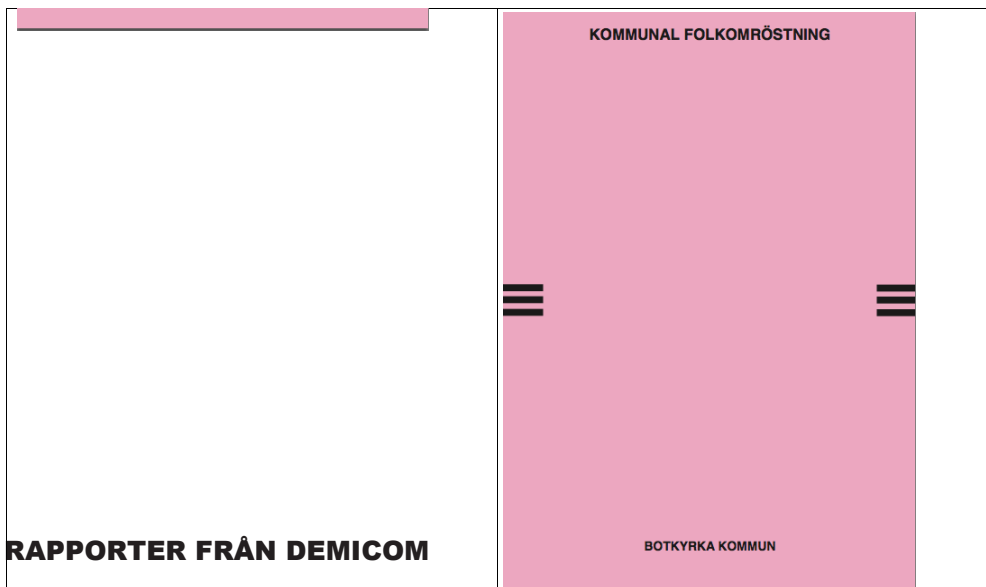 KOMMUNAL FOLKOMRÖSTNING
RAPPORTER FRÅN DEMICOM
BOTKYRKA KOMMUN